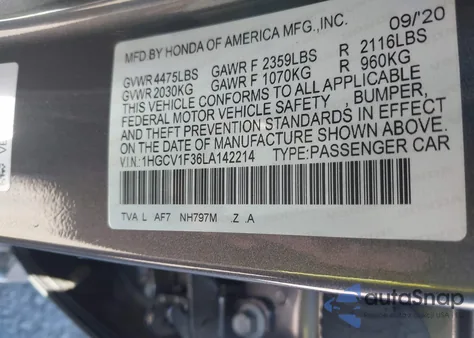 MFD BY HONDA OF AMERICA MFG., INC. 09/20
GVWR 4475LBS GAWR F 2359LBS R 2116LBS
GVWR 2030KG GAWR F 1070KG R 960KG
THIS VEHICLE CONFORMS TO ALL APPLICABLE
FEDERAL MOTOR VEHICLE SAFETY , BUMPER,
AND THEFT PREVENTION STANDARDS IN EFFECT
ON THE DATE OF MANUFACTURE SHOWN ABOVE.
V I N : 1HGCV1F36LA142214 TYPE:PASSENGER CAR
TVA L AF7 NH797M .Z .A
autoSnap